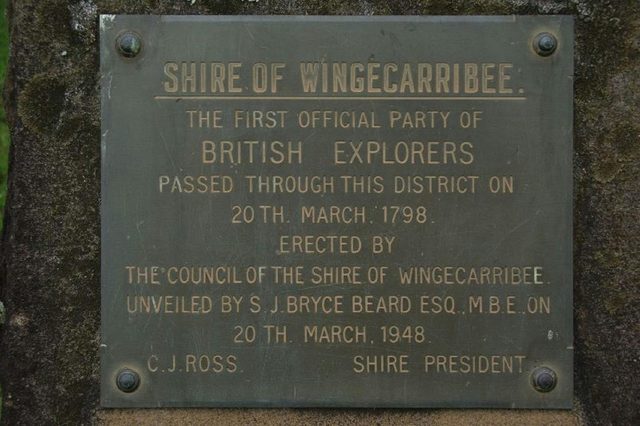 SHIRE OF WINGECARRIBEE.
THE FIRST OFFICIAL PARTY OF
BRITISH EXPLORERS
PASSED THROUGH THIS DISTRICT ON
20TH. MARCH. 1798.
ERECTED BY
THE COUNCIL OF THE SHIRE OF WINGECARRIBEE.
UNVEILED BY S.J.BRYCE BEARD ESQ., M.B.E., ON
20TH. MARCH, 1948.
C.J.ROSS. SHIRE PRESIDENT.